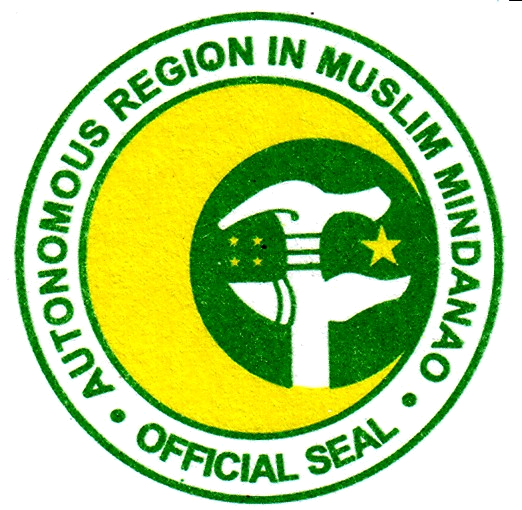 AUTONOMOUS REGION IN MUSLIM MINDANAO
OFFICIAL SEAL